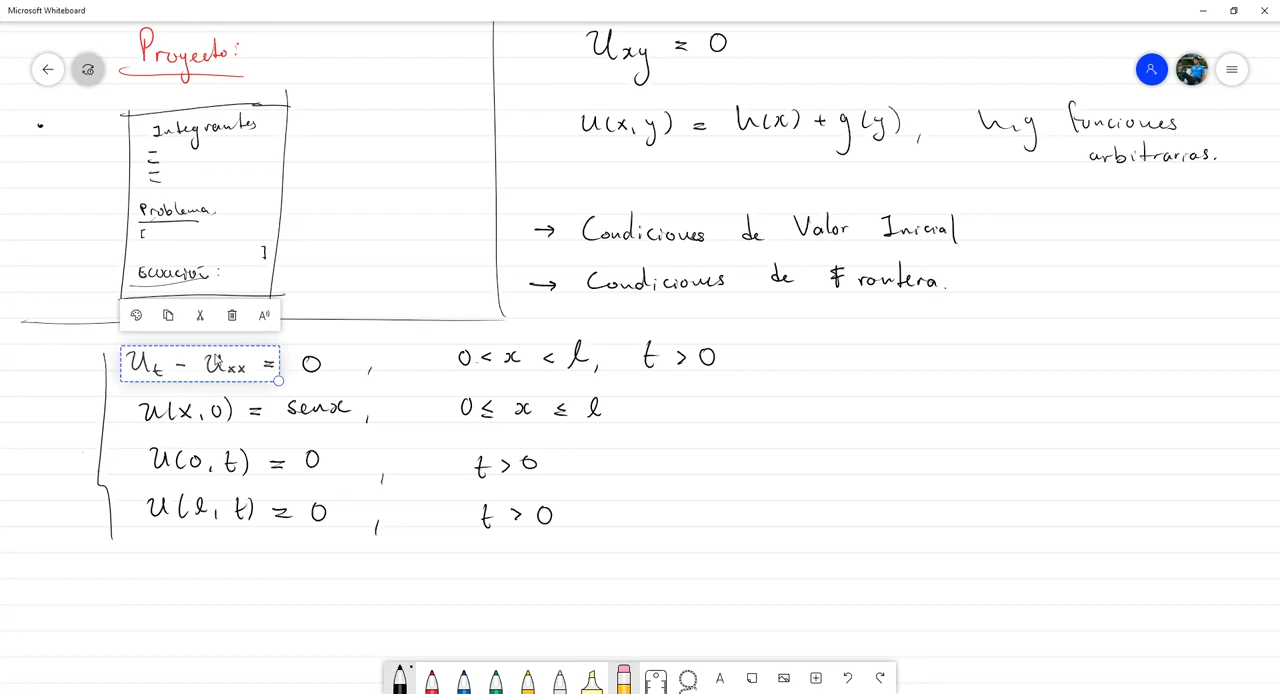 Microsoft Whiteboard
Proyecto:
Integrantes
Problema
[
]
Ecuación:
Uxy = 0
u(x,y) = h(x) + g(y), h, g funciones
arbitrarias.
→ Condiciones de Valor Inicial
→ Condiciones de Frontera.
Ut - Uxx = 0, 0 < x < l, t > 0
u(x,0) = senx, 0 ≤ x ≤ l
u(0,t) = 0, t > 0
u(l,t) = 0, t > 0